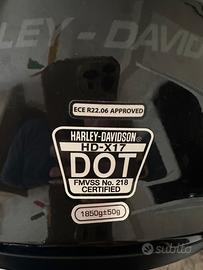 LEY - DAVID
ECE R22.06 APPROVED
HARLEY-DAVIDSON®
HD-X17
DOT
FMVSS No. 218
CERTIFIED
1850g±50g
subito